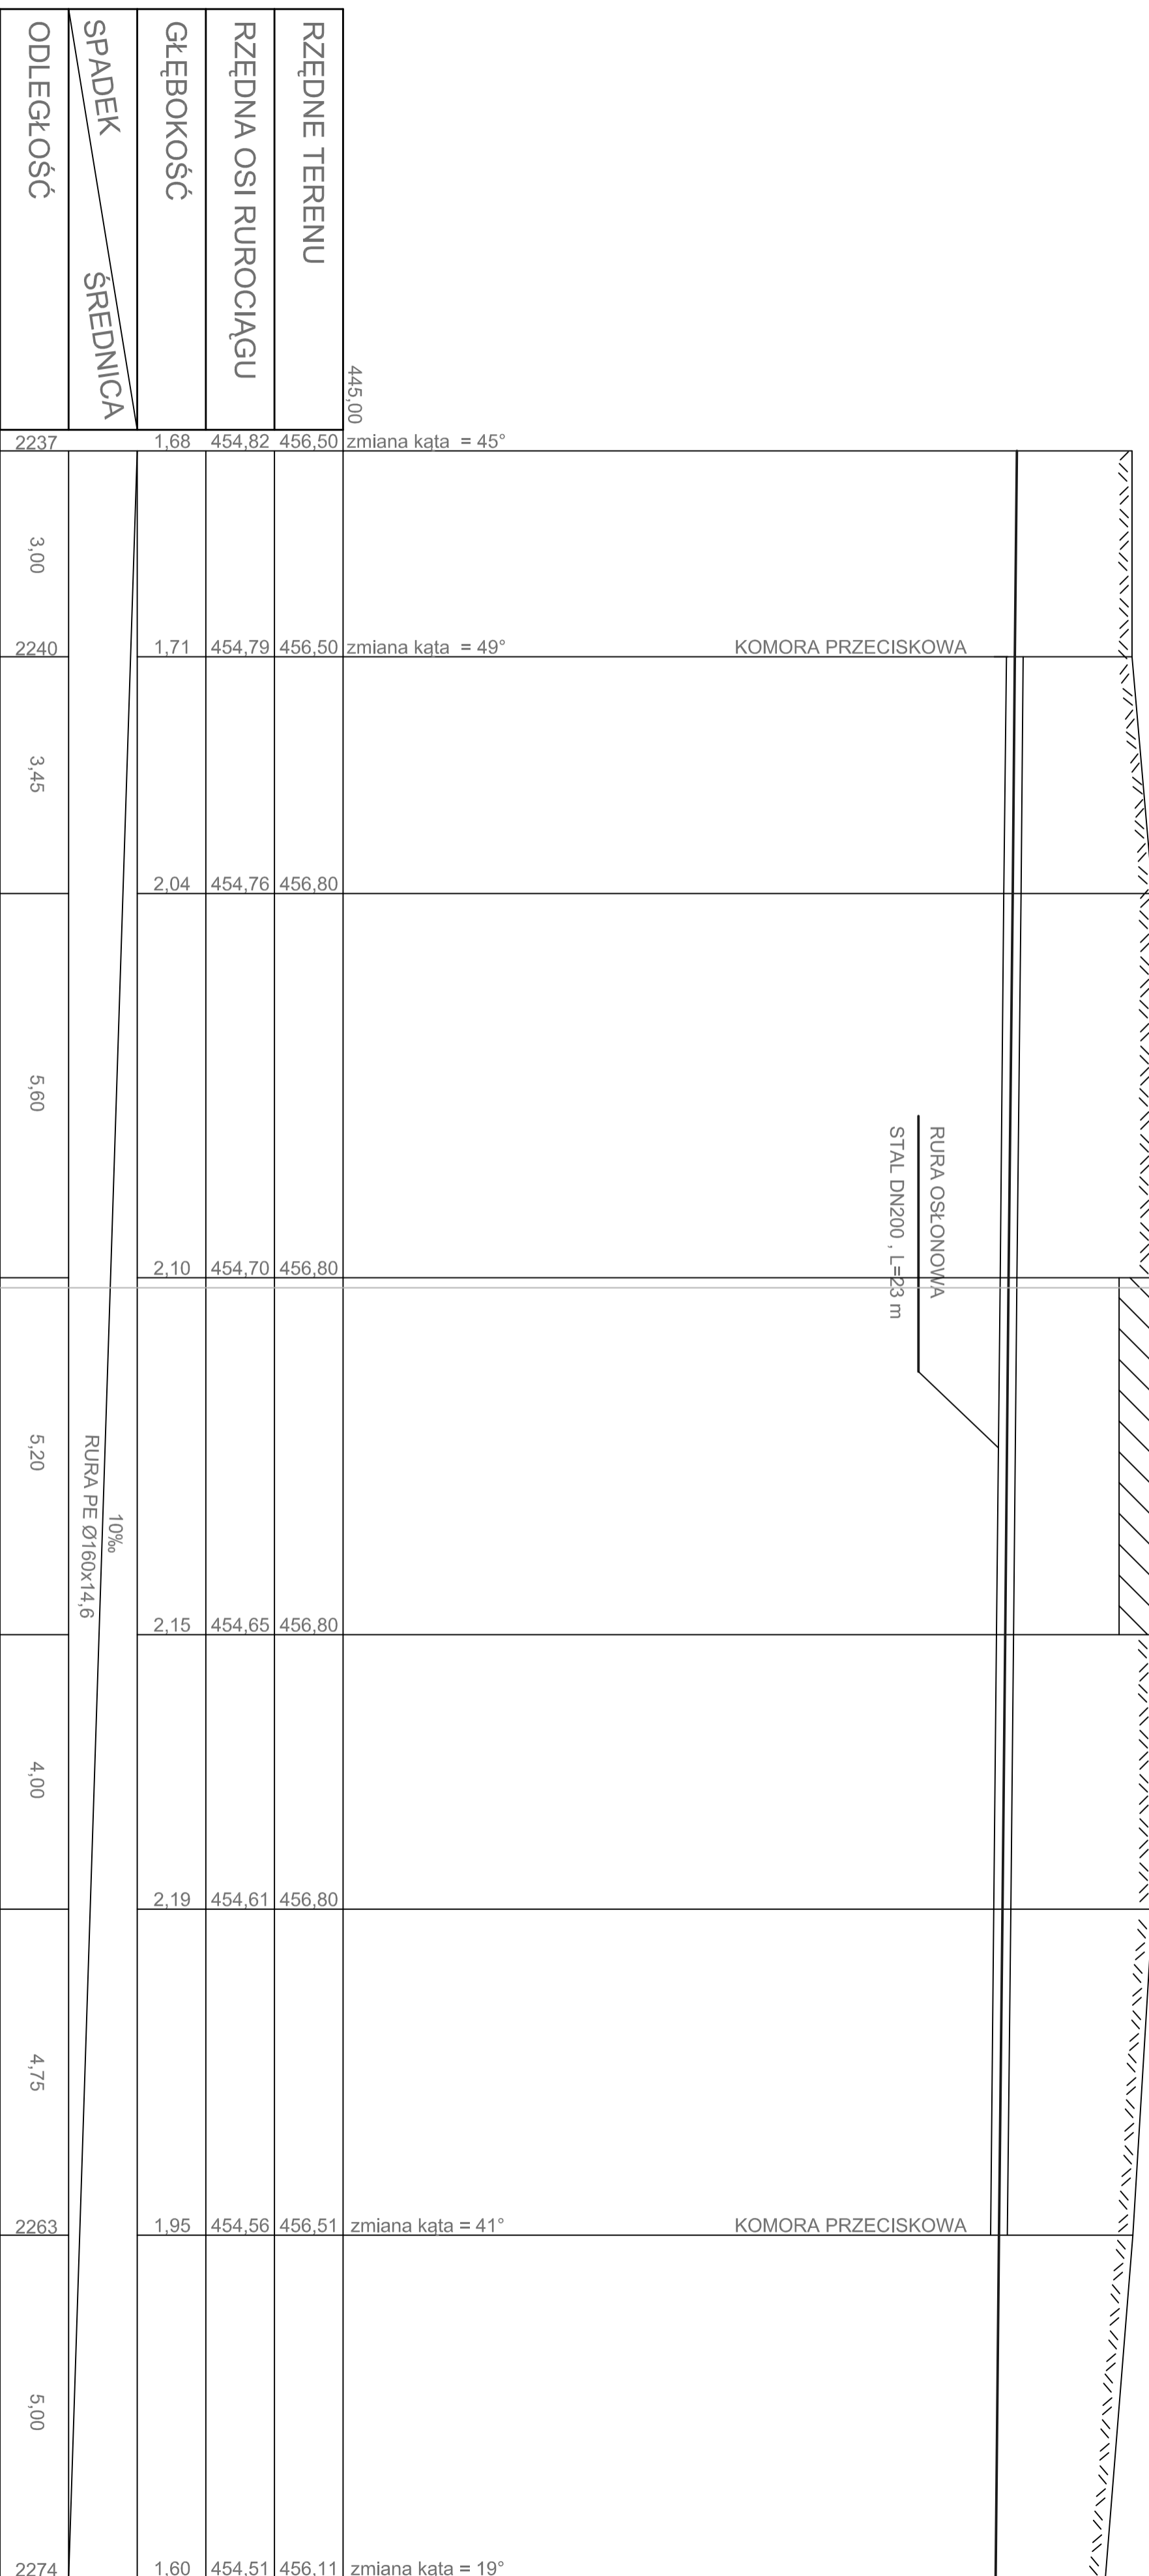 RZĘDNE TERENU
RZĘDNA OSI RUROCIĄGU
GŁĘBOKOŚĆ
SPADEK
ŚREDNICA
ODLEGŁOŚĆ
445,00
2237 1,68 454,82 456,50 zmiana kąta = 45°
3,00
2240 1,71 454,79 456,50 zmiana kąta = 49° KOMORA PRZECISKOWA
3,45
2,04 454,76 456,80
5,60
RURA OSŁONOWA
STAL DN200 , L=23 m
2,10 454,70 456,80
5,20
10‰
RURA PE Ø160x14,6
2,15 454,65 456,80
4,00
2,19 454,61 456,80
4,75
2263 1,95 454,56 456,51 zmiana kąta = 41° KOMORA PRZECISKOWA
5,00
2274 1,60 454,51 456,11 zmiana kąta = 19°